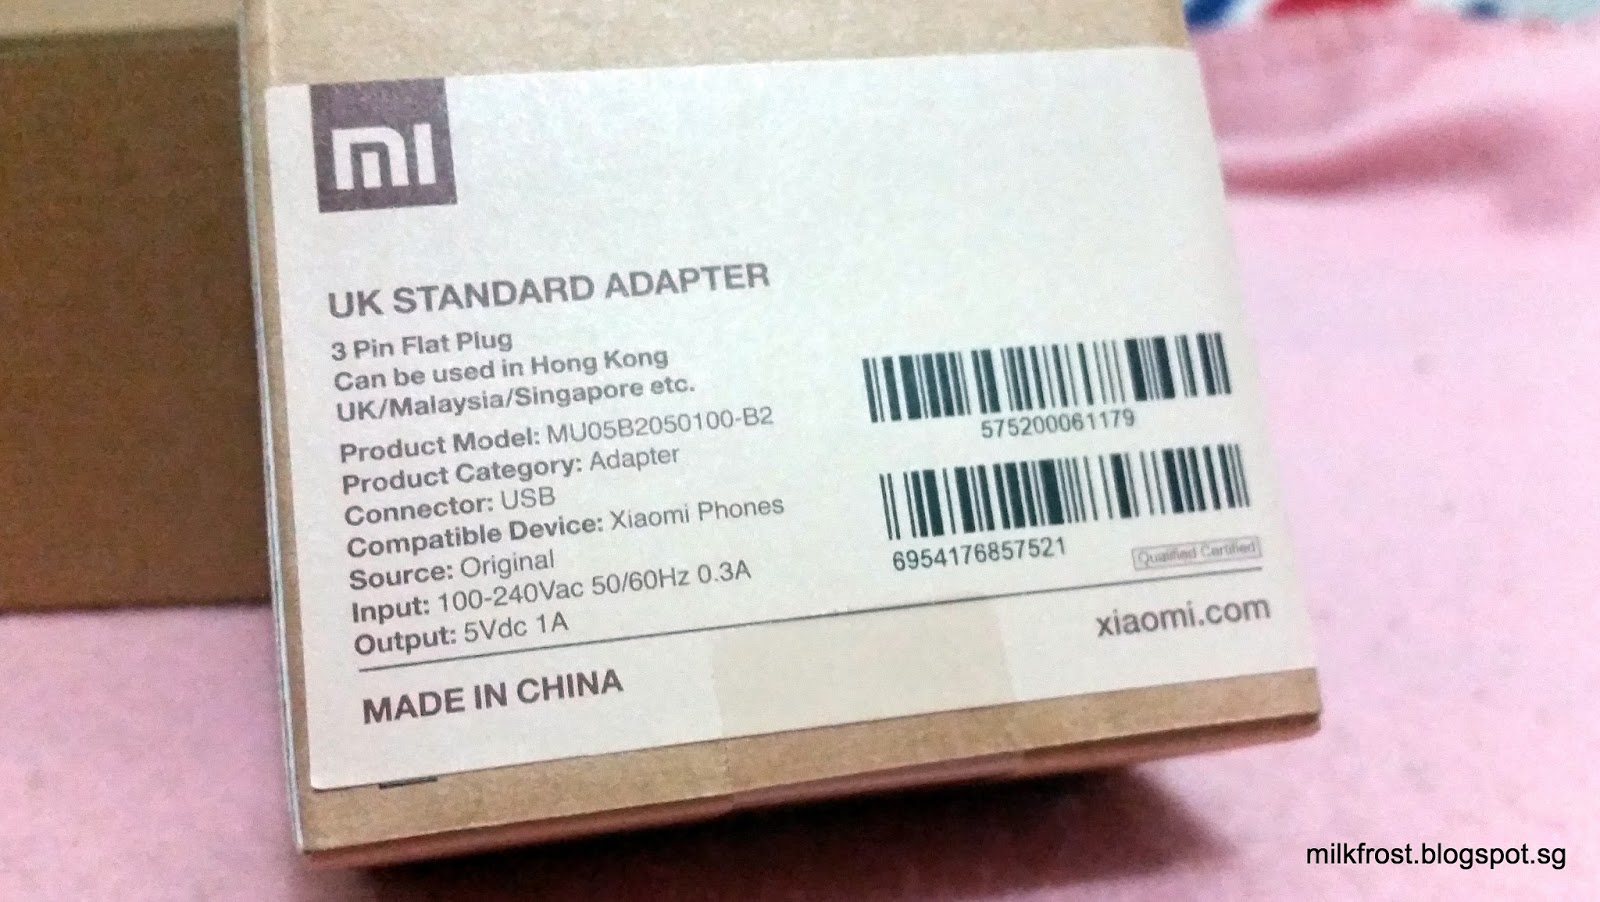 mi
UK STANDARD ADAPTER
3 Pin Flat Plug
Can be used in Hong Kong
UK/Malaysia/Singapore etc.
Product Model: MU05B2050100-B2
Product Category: Adapter
Connector: USB
Compatible Device: Xiaomi Phones
Source: Original
Input: 100-240Vac 50/60Hz 0.3A
Output: 5Vdc 1A
575200061179
6954176857521
Qualified Certified
MADE IN CHINA
xiaomi.com
milkfrost.blogspot.sg